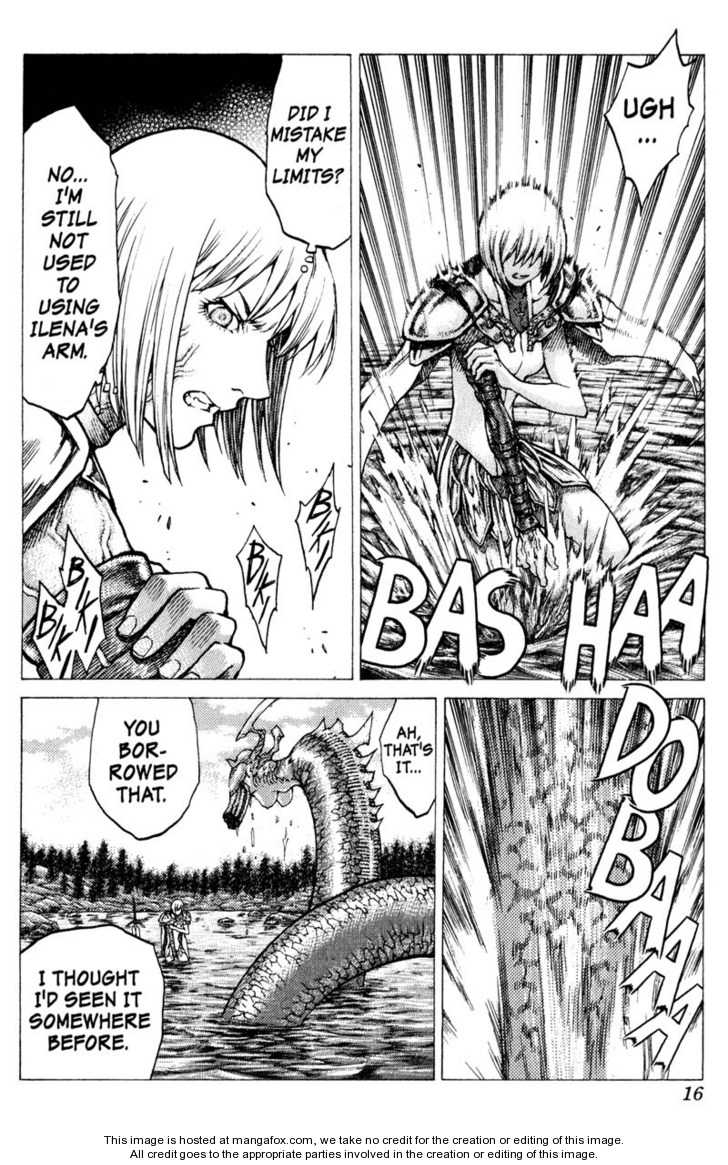 UGH
...
BAS HAA
DID I
MISTAKE
MY
LIMITS?
NO...
I'M
STILL
NOT
USED
TO
USING
ILENA'S
ARM.
BIKI
BIKI
BIKI
BIKI
DO
BAAAA
AH,
THAT'S
IT...
YOU
BOR-
ROWED
THAT.
I THOUGHT
I'D SEEN IT
SOMEWHERE
BEFORE.
16
This image is hosted at mangafox.com, we take no credit for the creation or editing of this image.
All credit goes to the appropriate parties involved in the creation or editing of this image.